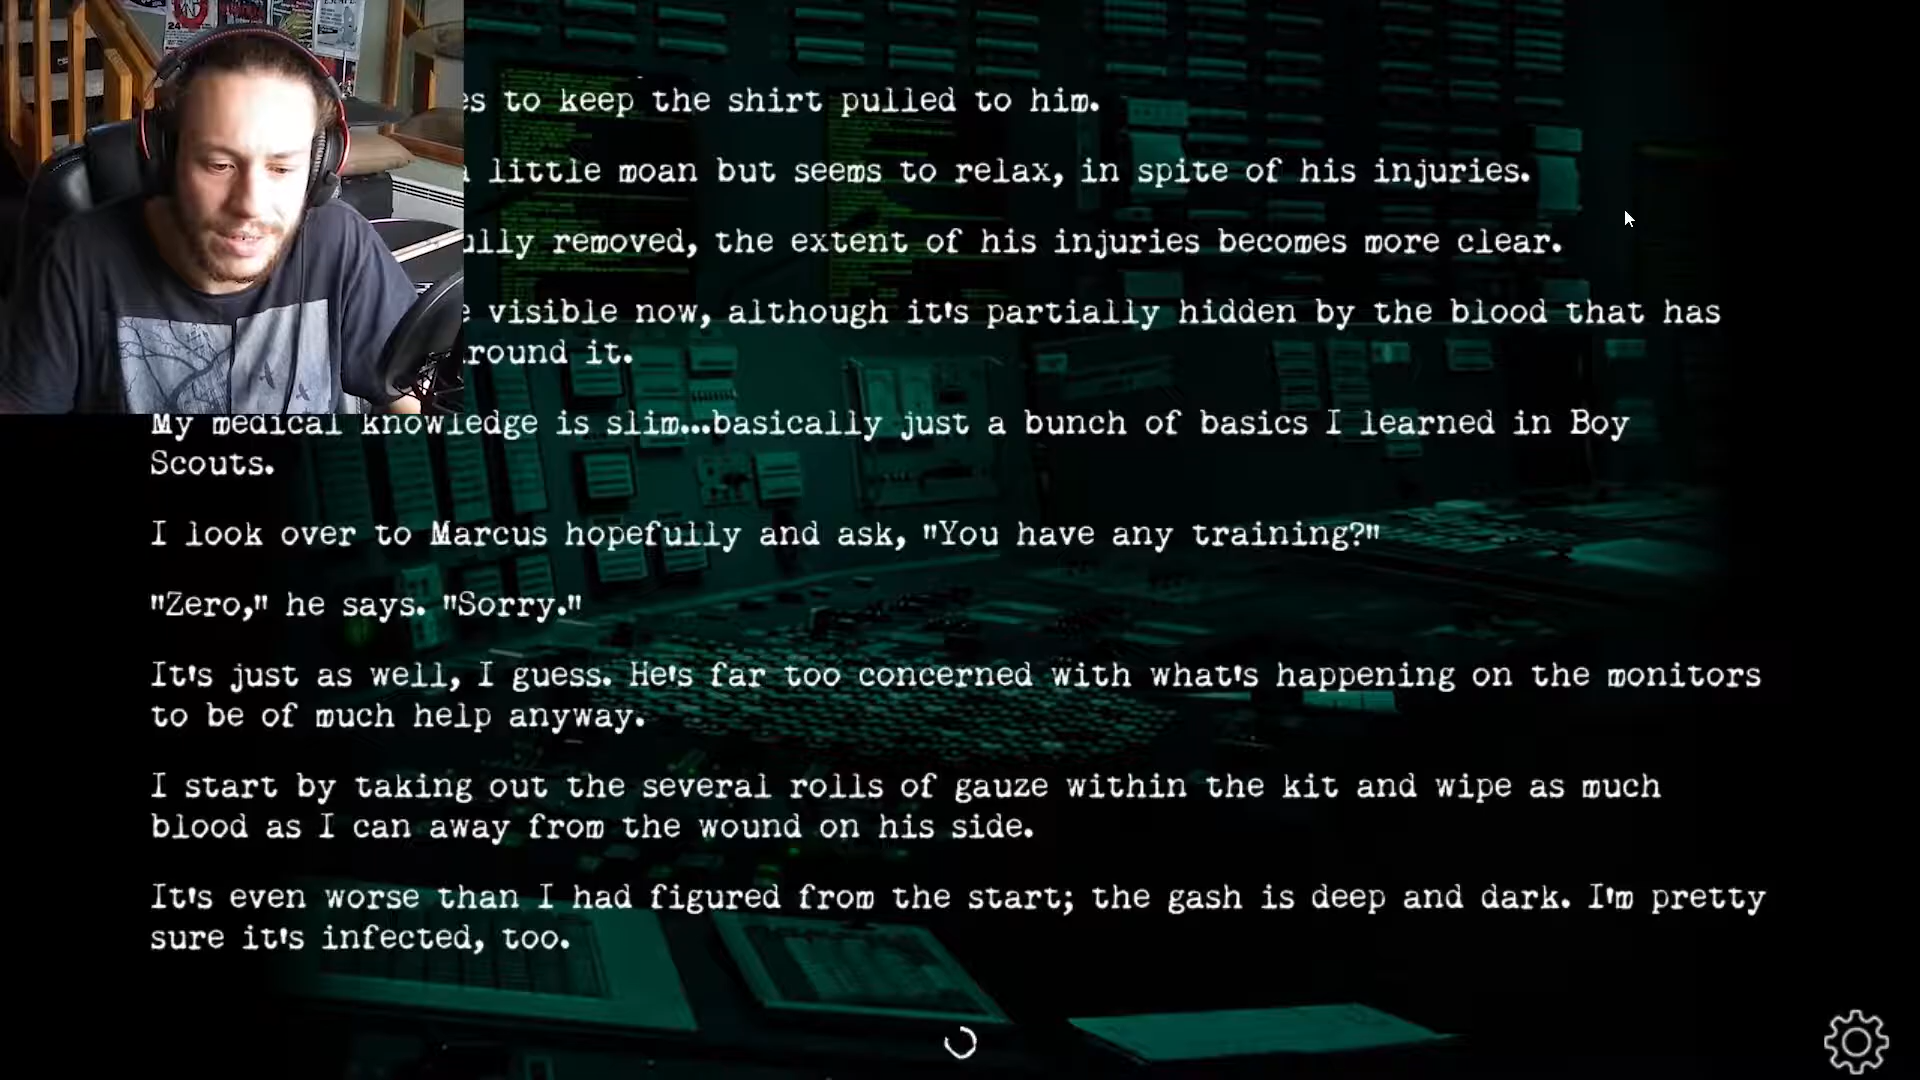 es to keep the shirt pulled to him.
little moan but seems to relax, in spite of his injuries.
ully removed, the extent of his injuries becomes more clear.
visible now, although it's partially hidden by the blood that has
round it.
My medical knowledge is slim...basically just a bunch of basics I learned in Boy
Scouts.
I look over to Marcus hopefully and ask, "You have any training?"
"Zero," he says. "Sorry."
It's just as well, I guess. He's far too concerned with what's happening on the monitors
to be of much help anyway.
I start by taking out the several rolls of gauze within the kit and wipe as much
blood as I can away from the wound on his side.
It's even worse than I had figured from the start; the gash is deep and dark. I'm pretty
sure it's infected, too.